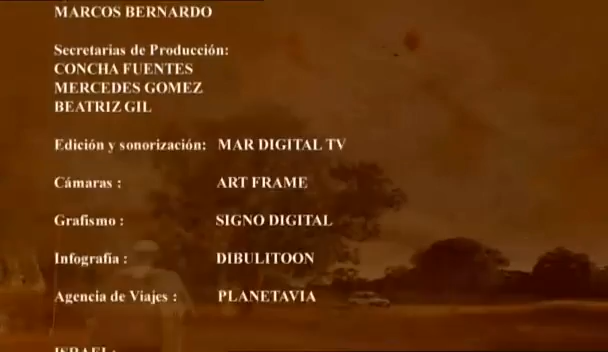 MARCOS BERNARDO
Secretarias de Producción:
CONCHA FUENTES
MERCEDES GOMEZ
BEATRIZ GIL
Edición y sonorización: MAR DIGITAL TV
Cámaras : ART FRAME
Grafismo : SIGNO DIGITAL
Infografia : DIBULITOON
Agencia de Viajes : PLANETAVIA
ISRAEL: